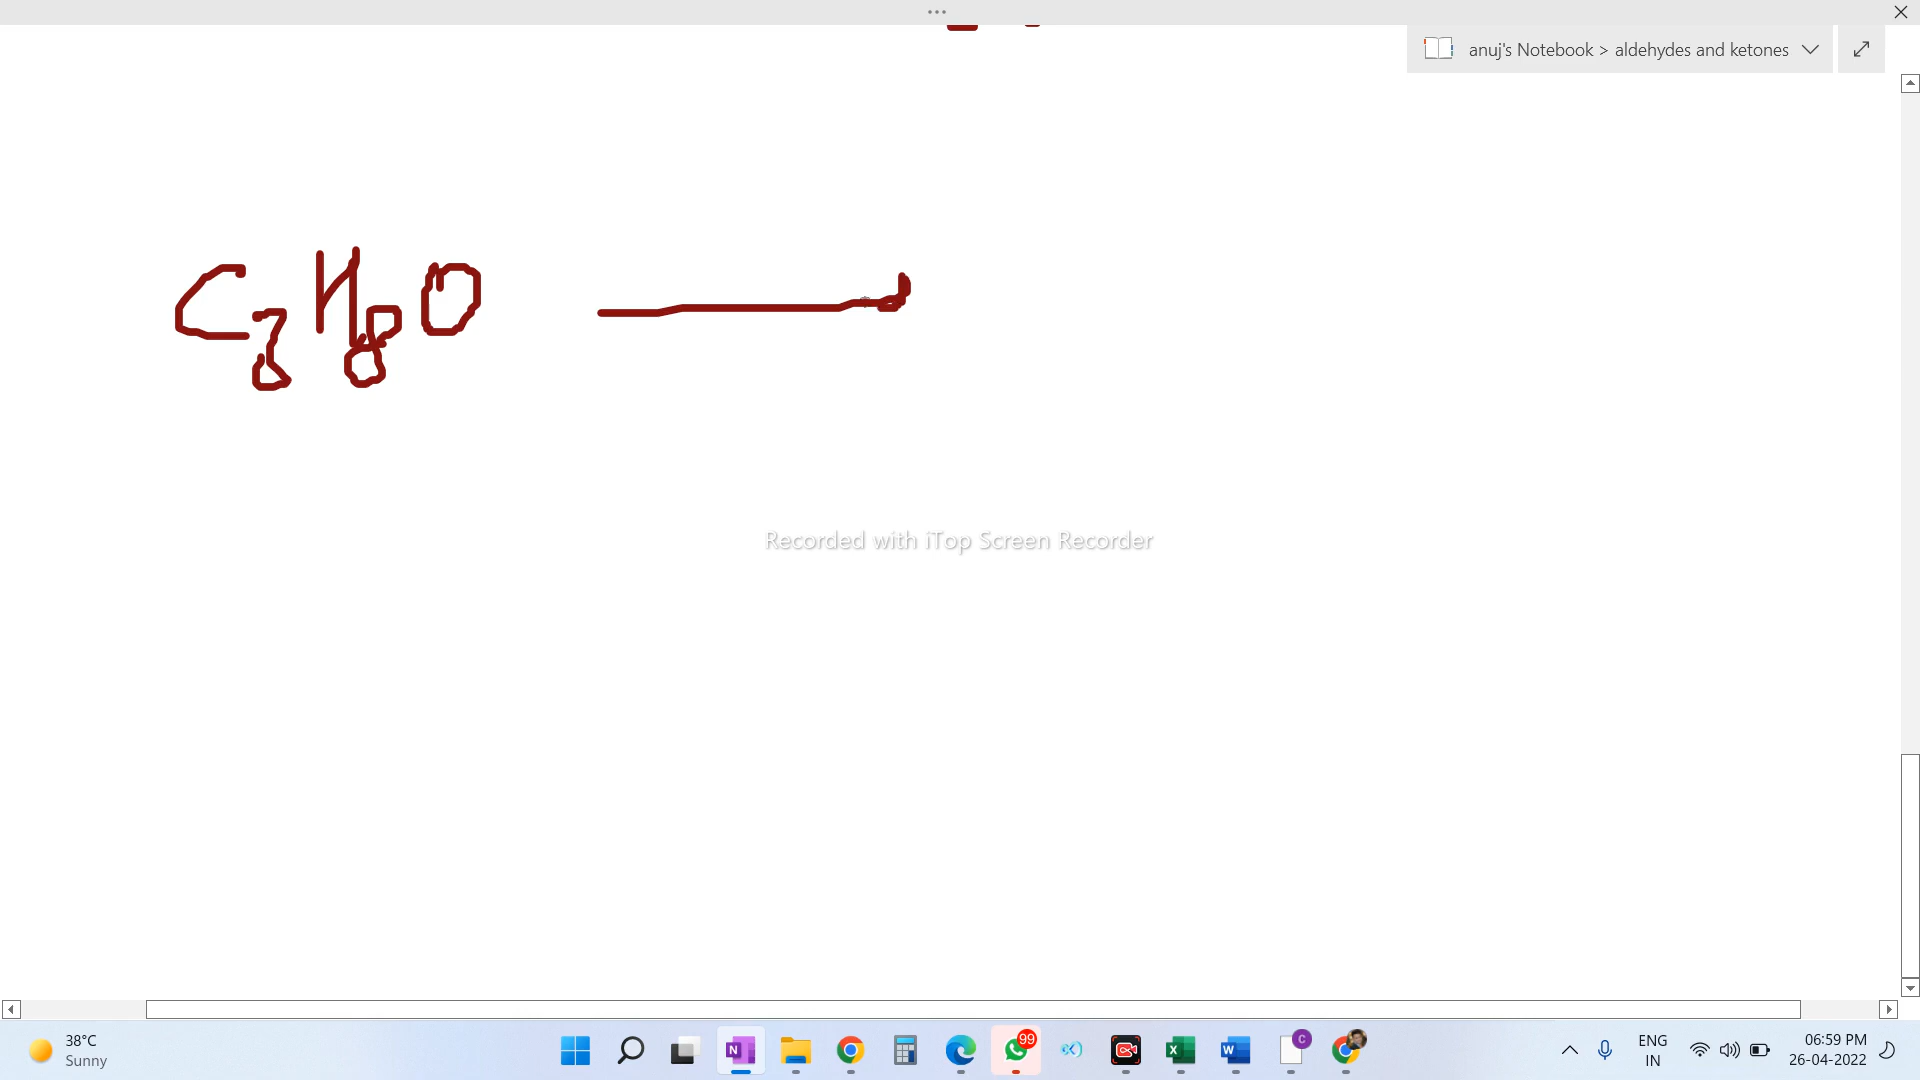 anuj's Notebook > aldehydes and ketones
C₈H₈O
Recorded with iTop Screen Recorder
38°C
Sunny
99
ENG
IN
06:59 PM
26-04-2022